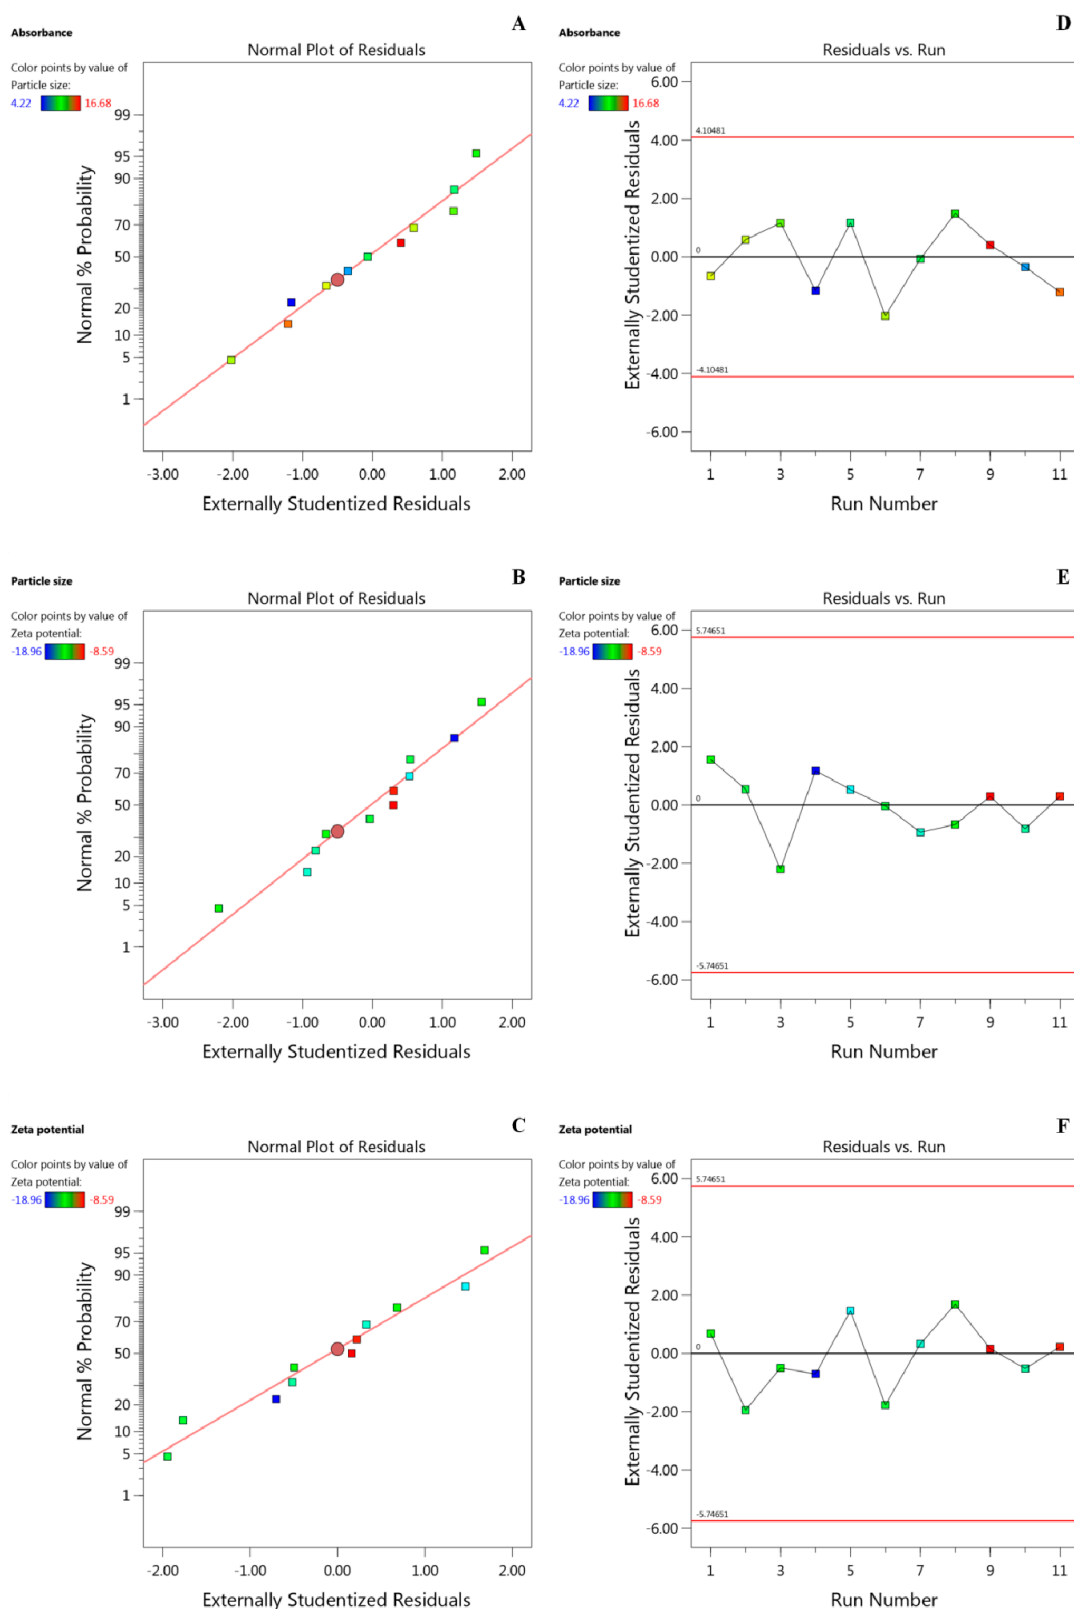 A
Absorbance
Normal Plot of Residuals
Color points by value of
Particle size:
4.22 16.68
Normal % Probability
99
95
90
70
50
20
10
5
1
-3.00 -2.00 -1.00 0.00 1.00 2.00
Externally Studentized Residuals
D
Absorbance
Residuals vs. Run
Color points by value of
Particle size:
4.22 16.68
Externally Studentized Residuals
6.00
4.10481
4.00
2.00
0
0.00
-2.00
-4.00
-4.10481
-6.00
1 3 5 7 9 11
Run Number
B
Particle size
Normal Plot of Residuals
Color points by value of
Zeta potential:
-18.96 -8.59
Normal % Probability
99
95
90
70
50
20
10
5
1
-3.00 -2.00 -1.00 0.00 1.00 2.00
Externally Studentized Residuals
E
Particle size
Residuals vs. Run
Color points by value of
Zeta potential:
-18.96 -8.59
Externally Studentized Residuals
6.00
5.74651
4.00
2.00
0
0.00
-2.00
-4.00
-5.74651
-6.00
1 3 5 7 9 11
Run Number
C
Zeta potential
Normal Plot of Residuals
Color points by value of
Zeta potential:
-18.96 -8.59
Normal % Probability
99
95
90
70
50
20
10
5
1
-2.00 -1.00 0.00 1.00 2.00
Externally Studentized Residuals
F
Zeta potential
Residuals vs. Run
Color points by value of
Zeta potential:
-18.96 -8.59
Externally Studentized Residuals
6.00
5.74651
4.00
2.00
0
0.00
-2.00
-4.00
-5.74651
-6.00
1 3 5 7 9 11
Run Number